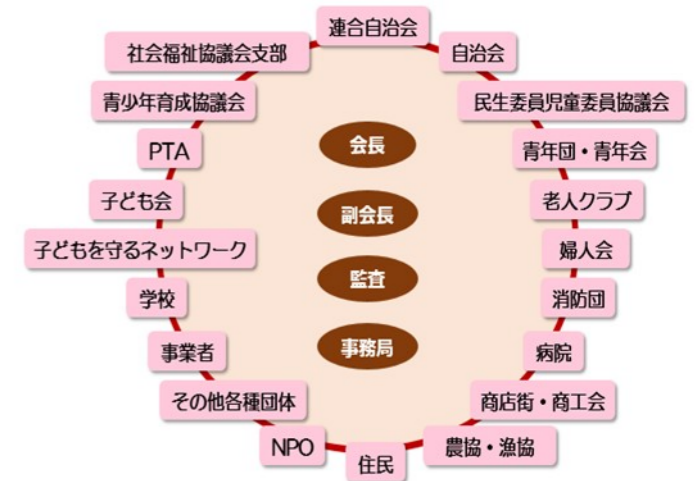 連合自治会
社会福祉協議会支部
自治会
青少年育成協議会
民生委員児童委員協議会
PTA
会長
青年団・青年会
子ども会
副会長
老人クラブ
子どもを守るネットワーク
婦人会
監査
学校
消防団
事業者
事務局
病院
その他各種団体
商店街・商工会
NPO
農協・漁協
住民